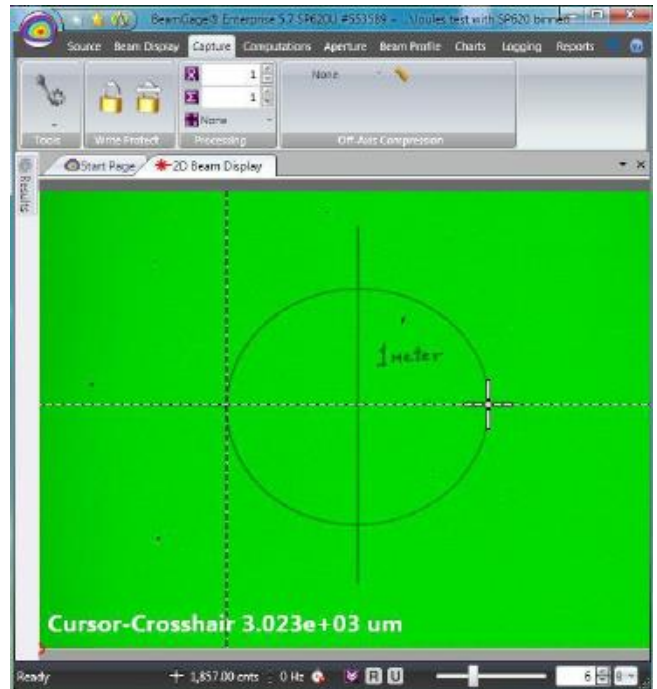 BeamGage® Enterprise 5.7 SP620U #553589 - ...\Joules test with SP620 binned
Source Beam Display Capture Computations Aperture Beam Profile Charts Logging Reports
1
None
1
None
Tools Write Protect Processing Off-Axis Compression
Start Page 2D Beam Display
Results
1 Meter
Cursor-Crosshair 3.023e+03 um
Ready 1,857.00 cnts 0 Hz R U 6 8